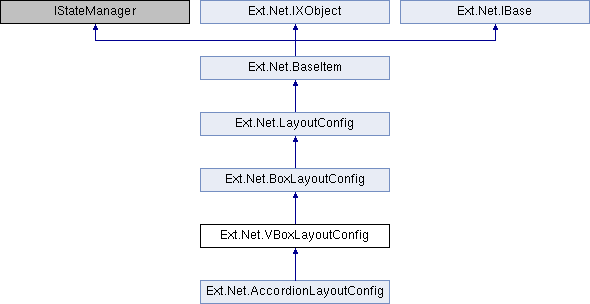 IStateManager
Ext.Net.IXObject
Ext.Net.IBase
Ext.Net.BaseItem
Ext.Net.LayoutConfig
Ext.Net.BoxLayoutConfig
Ext.Net.VBoxLayoutConfig
Ext.Net.AccordionLayoutConfig